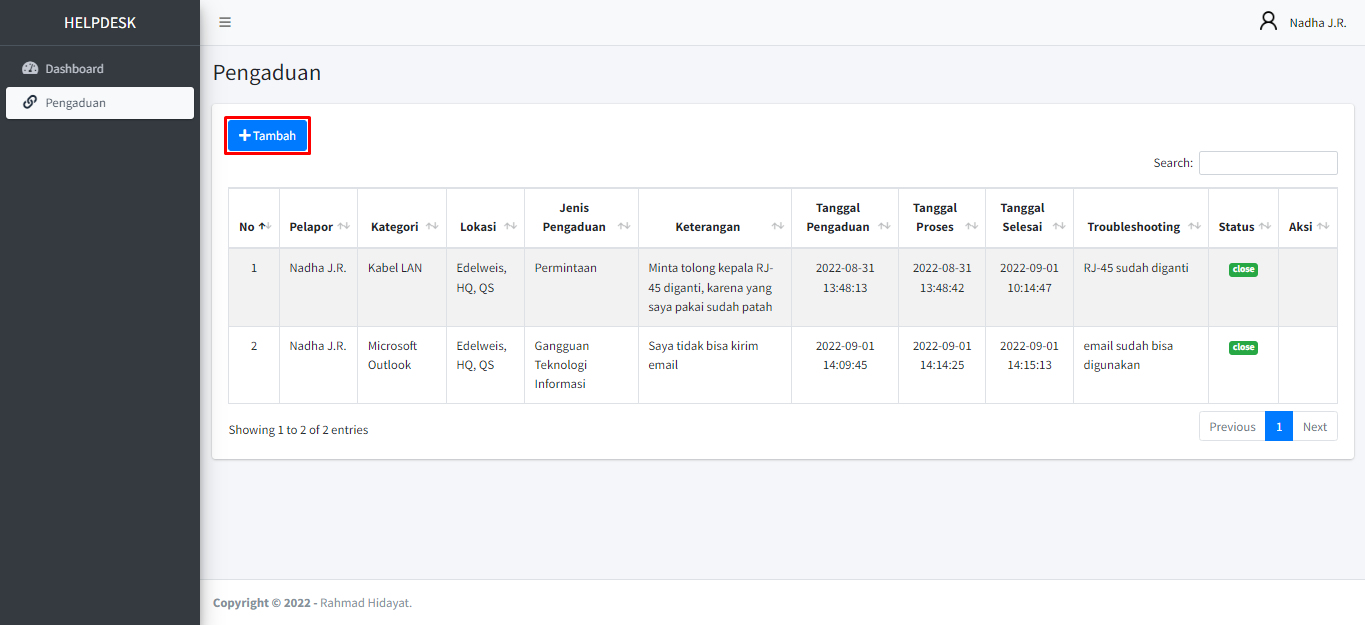 HELPDESK
Nadha J.R.
Dashboard
Pengaduan
Pengaduan
Tambah
Search:
No Pelapor Kategori Lokasi Jenis Pengaduan Keterangan Tanggal Pengaduan Tanggal Proses Tanggal Selesai Troubleshooting Status Aksi
1 Nadha J.R. Kabel LAN Edelweis, HQ, QS Permintaan Minta tolong kepala RJ-45 diganti, karena yang saya pakai sudah patah 2022-08-31 13:48:13 2022-08-31 13:48:42 2022-09-01 10:14:47 RJ-45 sudah diganti close
2 Nadha J.R. Microsoft Outlook Edelweis, HQ, QS Gangguan Teknologi Informasi Saya tidak bisa kirim email 2022-09-01 14:09:45 2022-09-01 14:14:25 2022-09-01 14:15:13 email sudah bisa digunakan close
Showing 1 to 2 of 2 entries
Previous 1 Next
Copyright © 2022 - Rahmad Hidayat.